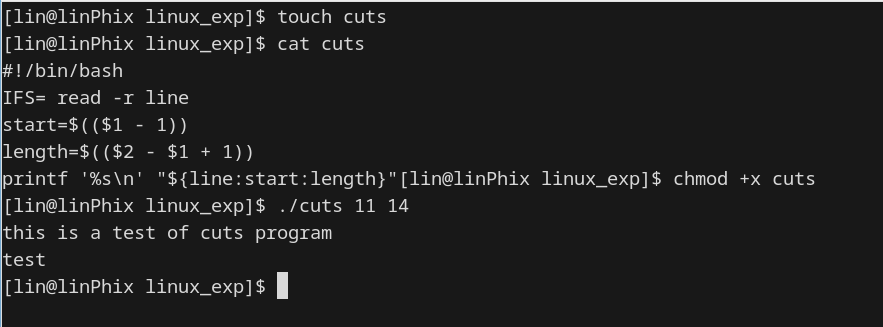 [lin@linPhix linux_exp]$ touch cuts
[lin@linPhix linux_exp]$ cat cuts
#!/bin/bash
IFS= read -r line
start=$(($1 - 1))
length=$(($2 - $1 + 1))
printf '%s\n' "${line:start:length}"[lin@linPhix linux_exp]$ chmod +x cuts
[lin@linPhix linux_exp]$ ./cuts 11 14
this is a test of cuts program
test
[lin@linPhix linux_exp]$